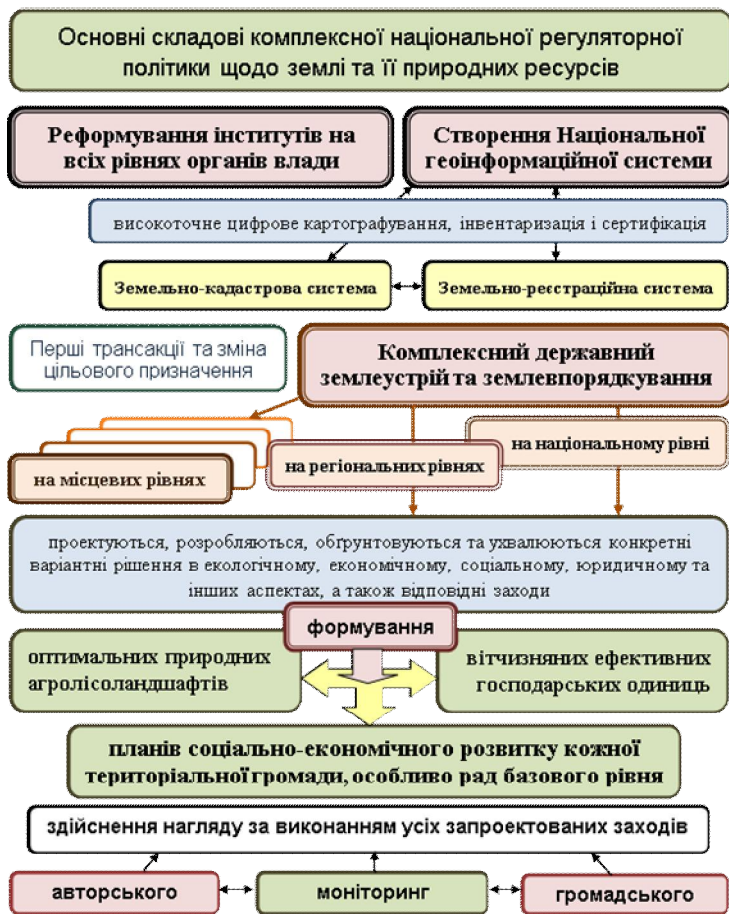 Основні складові комплексної національної регуляторної
політики щодо землі та її природних ресурсів
Реформування інститутів на
всіх рівнях органів влади
Створення Національної
геоінформаційної системи
високоточне цифрове картографування, інвентаризація і сертифікація
Земельно-кадастрова система
Земельно-реєстраційна система
Перші трансакції та зміна
цільового призначення
Комплексний державний
землеустрій та землевпорядкування
на місцевих рівнях
на регіональних рівнях
на національному рівні
проектуються, розробляються, обґрунтовуються та ухвалюються конкретні
варіантні рішення в екологічному, економічному, соціальному, юридичному та
інших аспектах, а також відповідні заходи
формування
оптимальних природних
агролісоландшафтів
вітчизняних ефективних
господарських одиниць
планів соціально-економічного розвитку кожної
територіальної громади, особливо рад базового рівня
здійснення нагляду за виконанням усіх запроектованих заходів
авторського
моніторинг
громадського